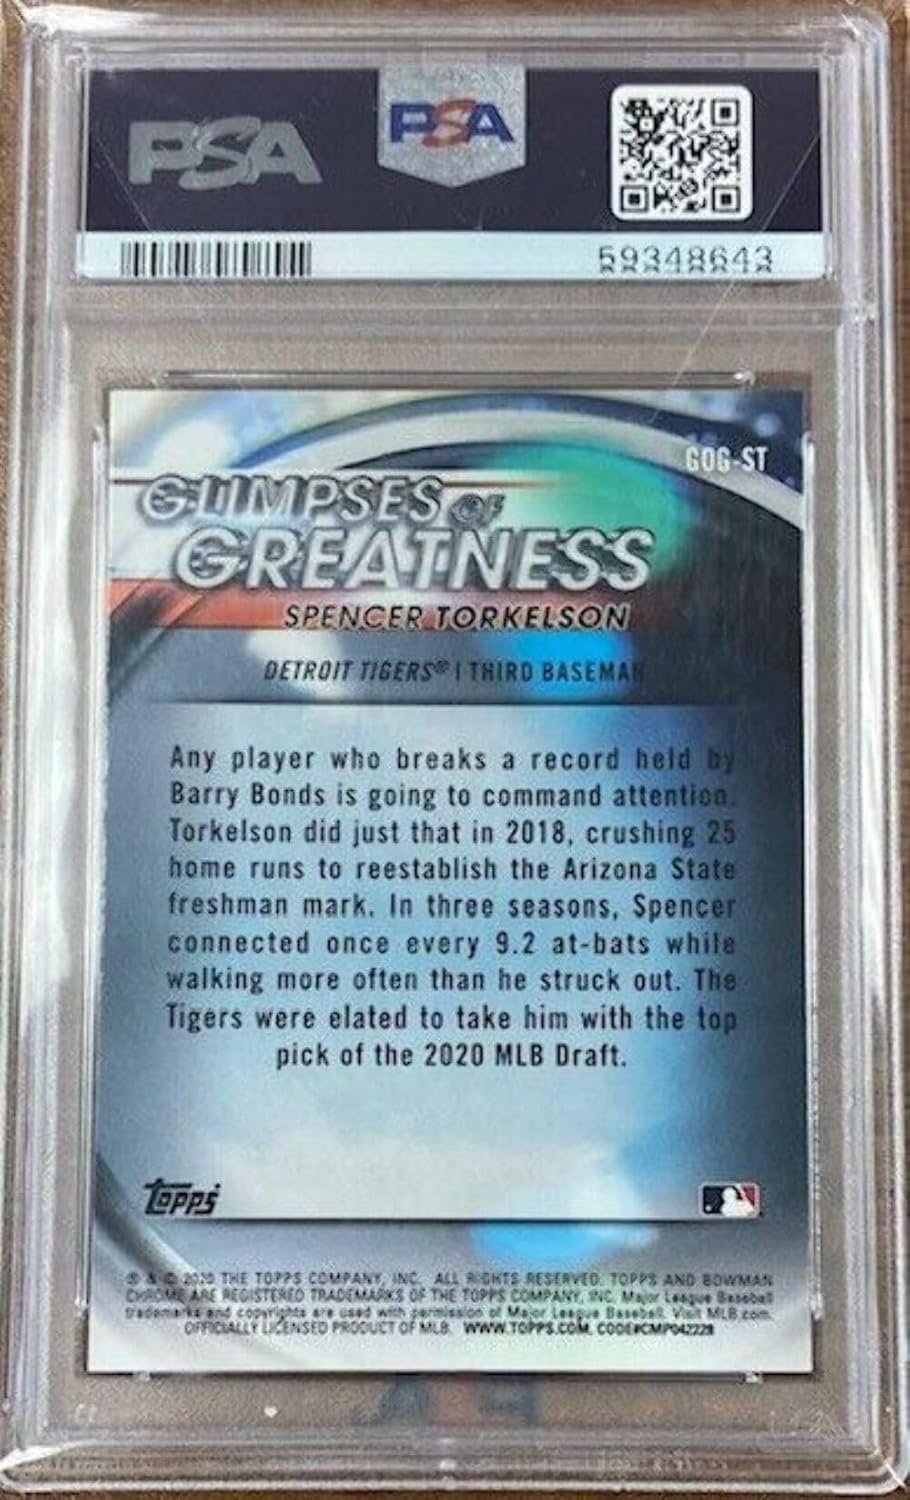 PSA
PSA
59348643
GOG-ST
GLIMPSES OF
GREATNESS
SPENCER TORKELSON
DETROIT TIGERS® | THIRD BASEMAN
Any player who breaks a record held by
Barry Bonds is going to command attention.
Torkelson did just that in 2018, crushing 25
home runs to reestablish the Arizona State
freshman mark. In three seasons, Spencer
connected once every 9.2 at-bats while
walking more often than he struck out. The
Tigers were elated to take him with the top
pick of the 2020 MLB Draft.
Topps
® & © 2020 THE TOPPS COMPANY, INC. ALL RIGHTS RESERVED. TOPPS AND BOWMAN
CHROME ARE REGISTERED TRADEMARKS OF THE TOPPS COMPANY, INC. Major League Baseball
trademarks and copyrights are used with permission of Major League Baseball. Visit MLB.com.
OFFICIALLY LICENSED PRODUCT OF MLB. WWW.TOPPS.COM. CODE#CMP042228